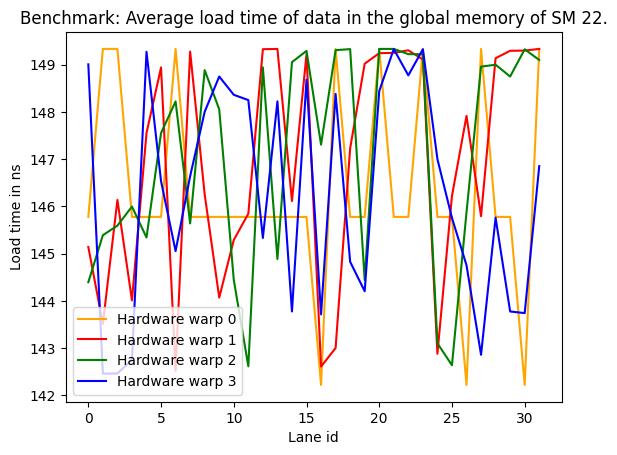 Benchmark: Average load time of data in the global memory of SM 22.
Load time in ns
149
148
147
146
145
144
143
142
Hardware warp 0
Hardware warp 1
Hardware warp 2
Hardware warp 3
0 5 10 15 20 25 30
Lane id